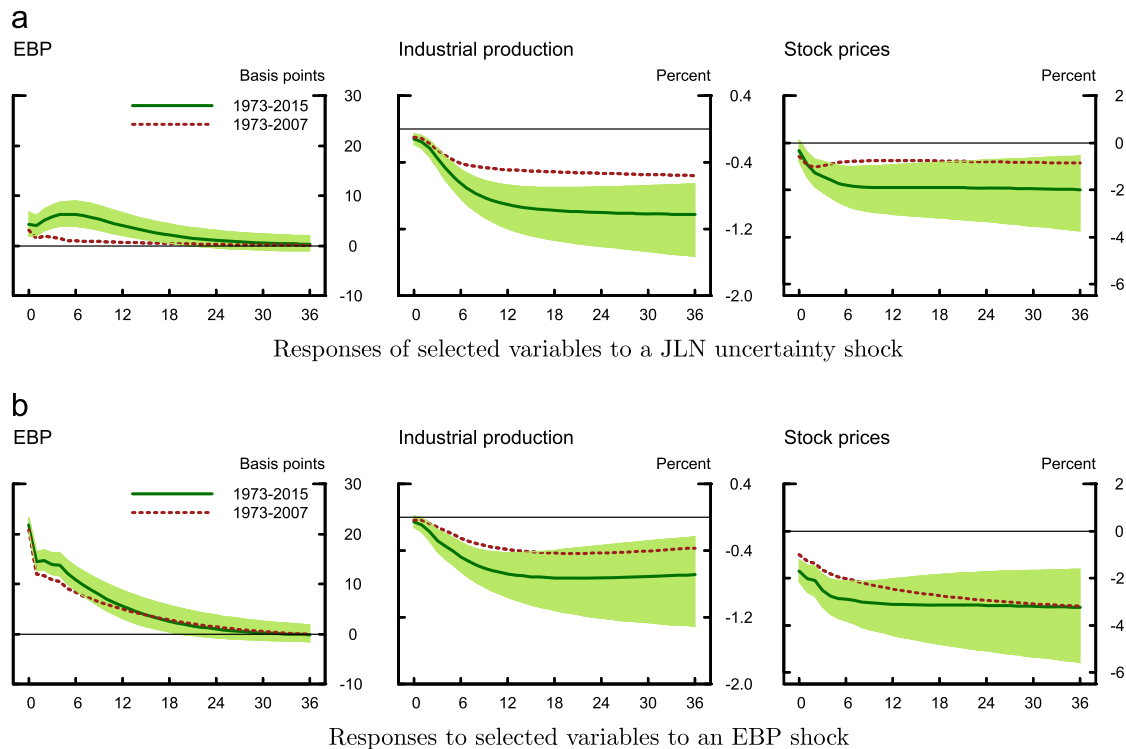 a
EBP
Industrial production
Stock prices
Basis points
Percent
Percent
30
0.4
2
1973-2015
1973-2007
20
-0.4
0
10
-2
0
-1.2
-4
-10
-2.0
-6
0 6 12 18 24 30 36
0 6 12 18 24 30 36
0 6 12 18 24 30 36
Responses of selected variables to a JLN uncertainty shock
b
EBP
Industrial production
Stock prices
Basis points
Percent
Percent
30
0.4
2
1973-2015
1973-2007
20
-0.4
0
10
-2
0
-1.2
-4
-10
-2.0
-6
0 6 12 18 24 30 36
0 6 12 18 24 30 36
0 6 12 18 24 30 36
Responses to selected variables to an EBP shock